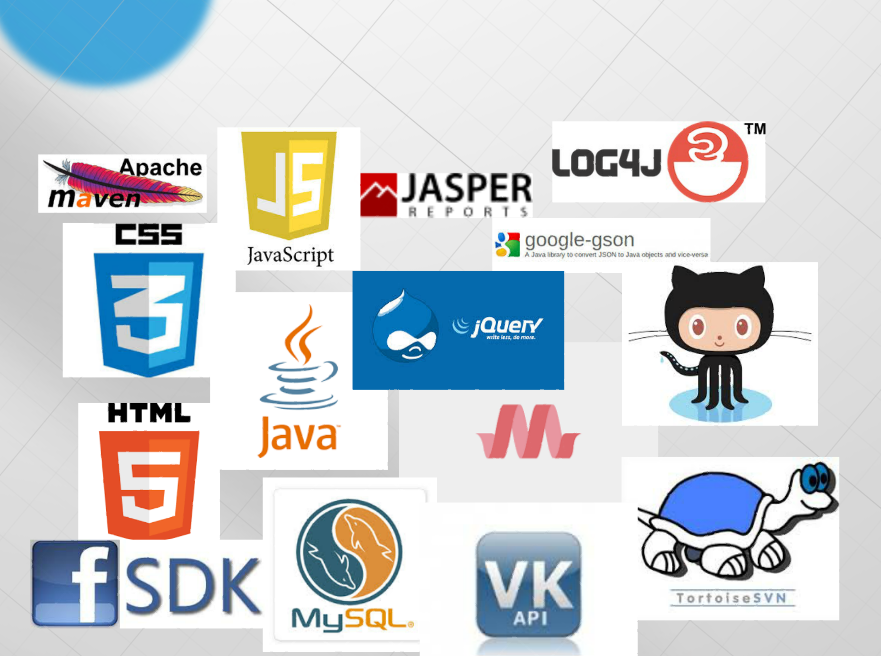 Apache
maven
JS
JavaScript
JASPER
REPORTS
LOG4J
TM
google-gson
A Java library to convert JSON to Java objects and vice-versa
CSS
3
Java™
jQuery
write less, do more.
HTML
5
f SDK
MySQL®
VK
API
TortoiseSVN